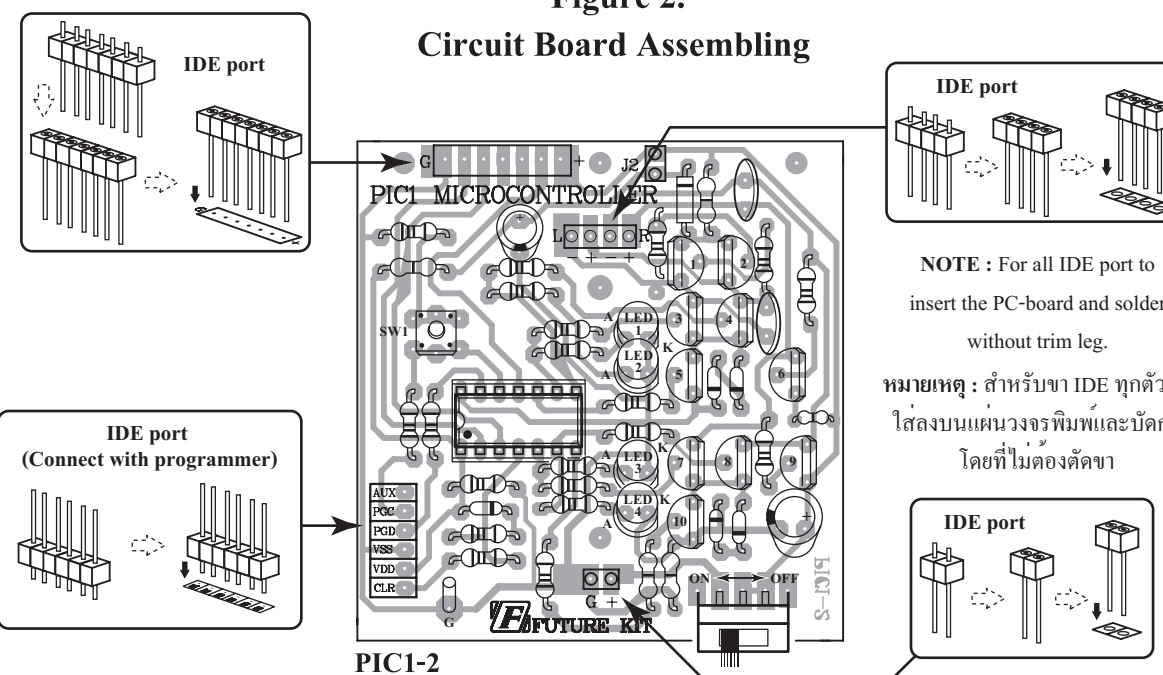 Figure 2.
Circuit Board Assembling
IDE port
IDE port
G
+
J2
PIC1 MICROCONTROLLER
L
R
- + - +
NOTE : For all IDE port to
insert the PC-board and solder
without trim leg.
หมายเหตุ : สำหรับขา IDE ทุกตัว
ใส่ลงบนแผ่นวงจรพิมพ์และบัดก
โดยที่ไม่ต้องตัดขา
1
2
3
4
5
6
7
8
9
10
SW1
A
LED
1
K
LED
2
A
A
LED
3
K
LED
4
K
A
+
+
IDE port
(Connect with programmer)
AUX
PGC
PGD
VSS
VDD
CLR
G
G +
ON
OFF
PIC1-2
FUTURE KIT
IDE port
PIC1-2